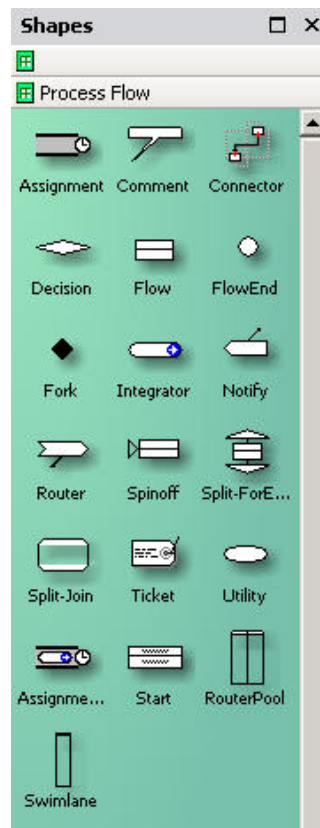 Shapes
Process Flow
Assignment Comment Connector
Decision Flow FlowEnd
Fork Integrator Notify
Router Spinoff Split-ForE...
Split-Join Ticket Utility
Assignme... Start RouterPool
Swimlane